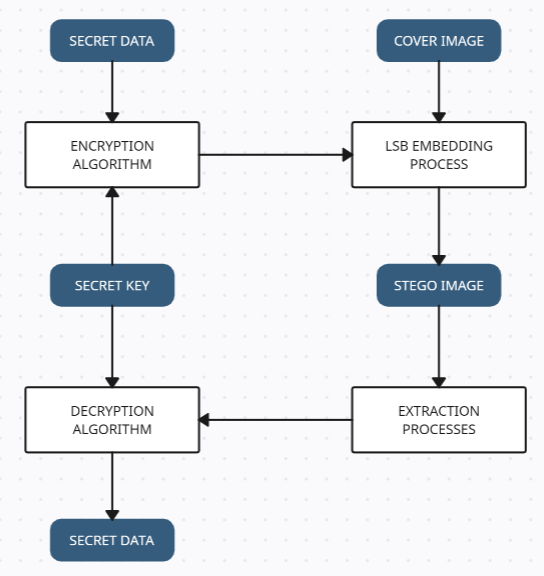 SECRET DATA
COVER IMAGE
ENCRYPTION
ALGORITHM
LSB EMBEDDING
PROCESS
SECRET KEY
STEGO IMAGE
DECRYPTION
ALGORITHM
EXTRACTION
PROCESSES
SECRET DATA